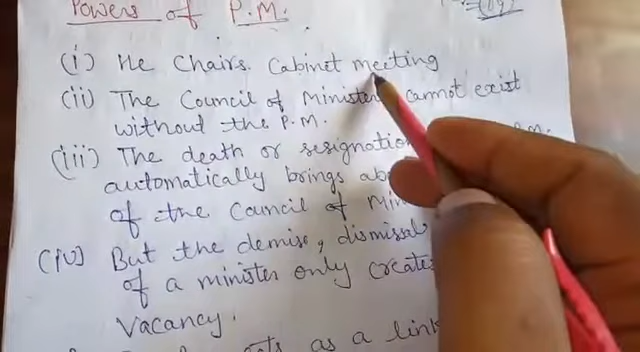 Powers of P.M.
(i) He Chairs Cabinet meeting
(ii) The Council of Minister cannot exist
without the P.M.
(iii) The death or resignation
automatically brings
of the Council of
(iv) But the demise, dismissal
of a minister only creates
Vacancy.
as a link